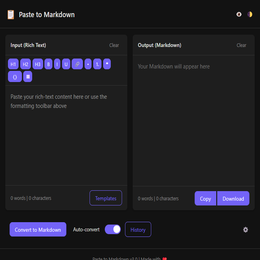 Paste to Markdown
Input (Rich Text)
Clear
H1 H2 H3 B I U
Paste your rich-text content here or use the
formatting toolbar above
0 words | 0 characters
Templates
Output (Markdown)
Clear
Your Markdown will appear here
0 words | 0 characters
Copy
Download
Convert to Markdown
Auto-convert
History
Paste to Markdown v2.0 | Made with